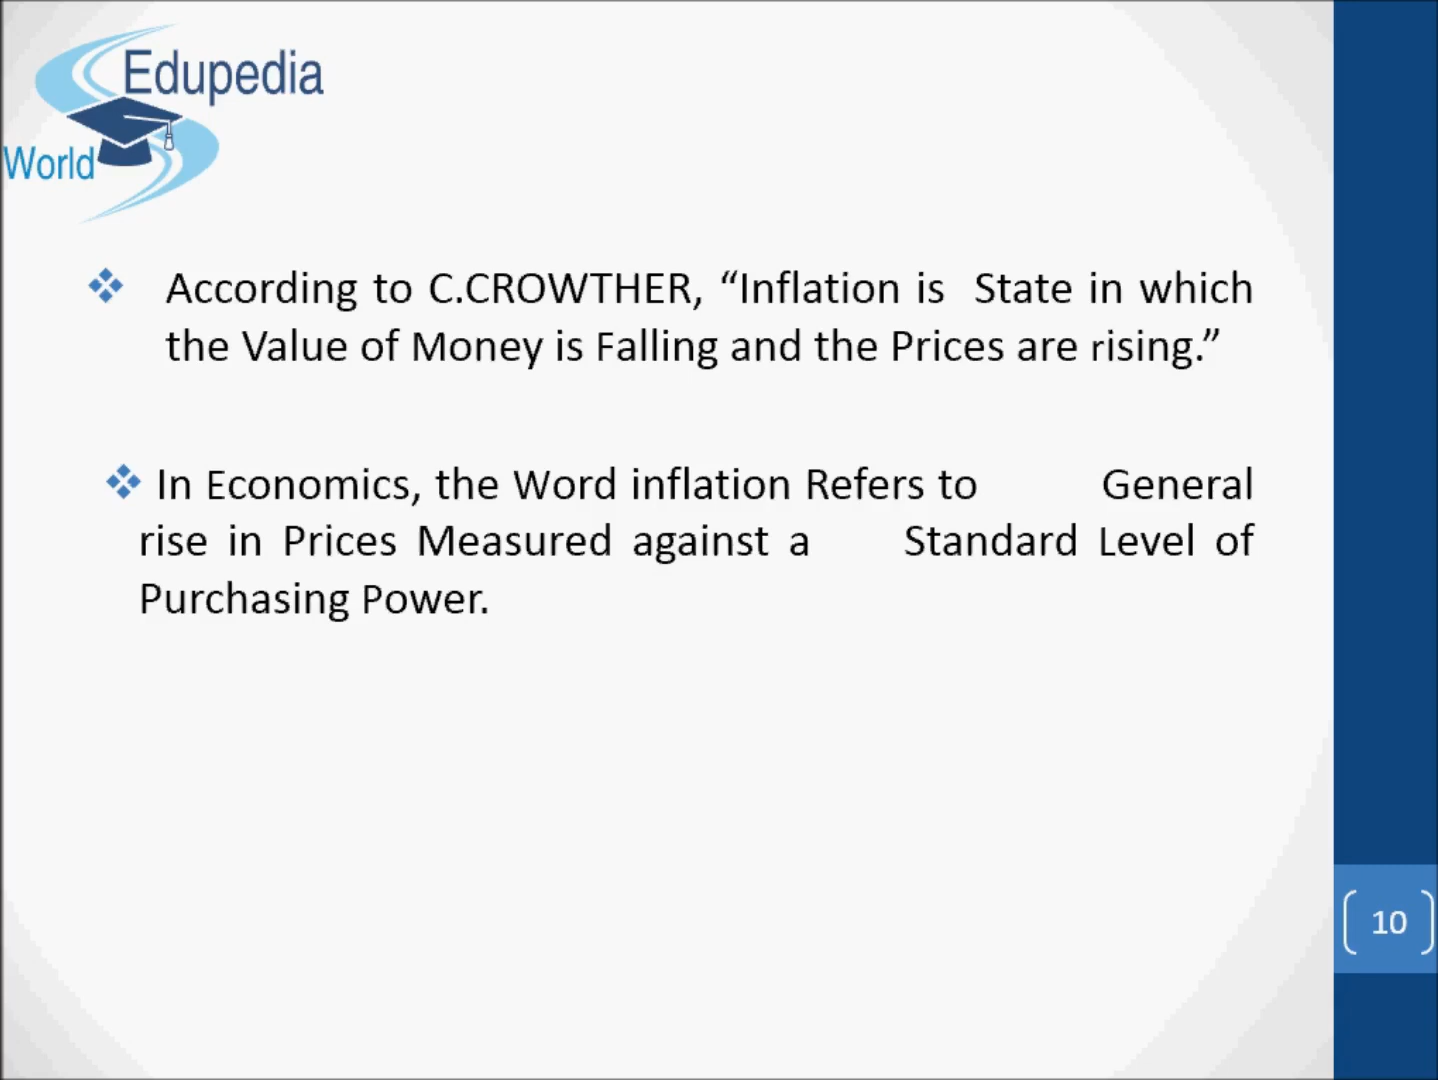 Edupedia
World
According to C.CROWTHER, “Inflation is State in which
the Value of Money is Falling and the Prices are rising.”
In Economics, the Word inflation Refers to General
rise in Prices Measured against a Standard Level of
Purchasing Power.
10